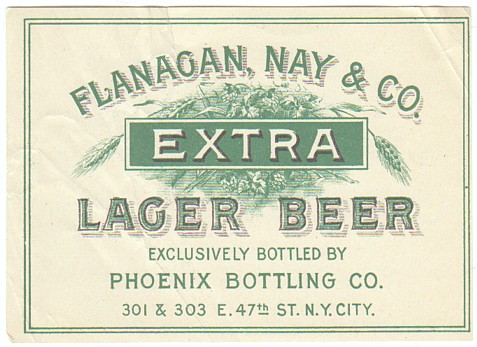 FLANAGAN, NAY & CO.
EXTRA
LAGER BEER
EXCLUSIVELY BOTTLED BY
PHOENIX BOTTLING CO.
301 & 303 E. 47th ST. N.Y. CITY.